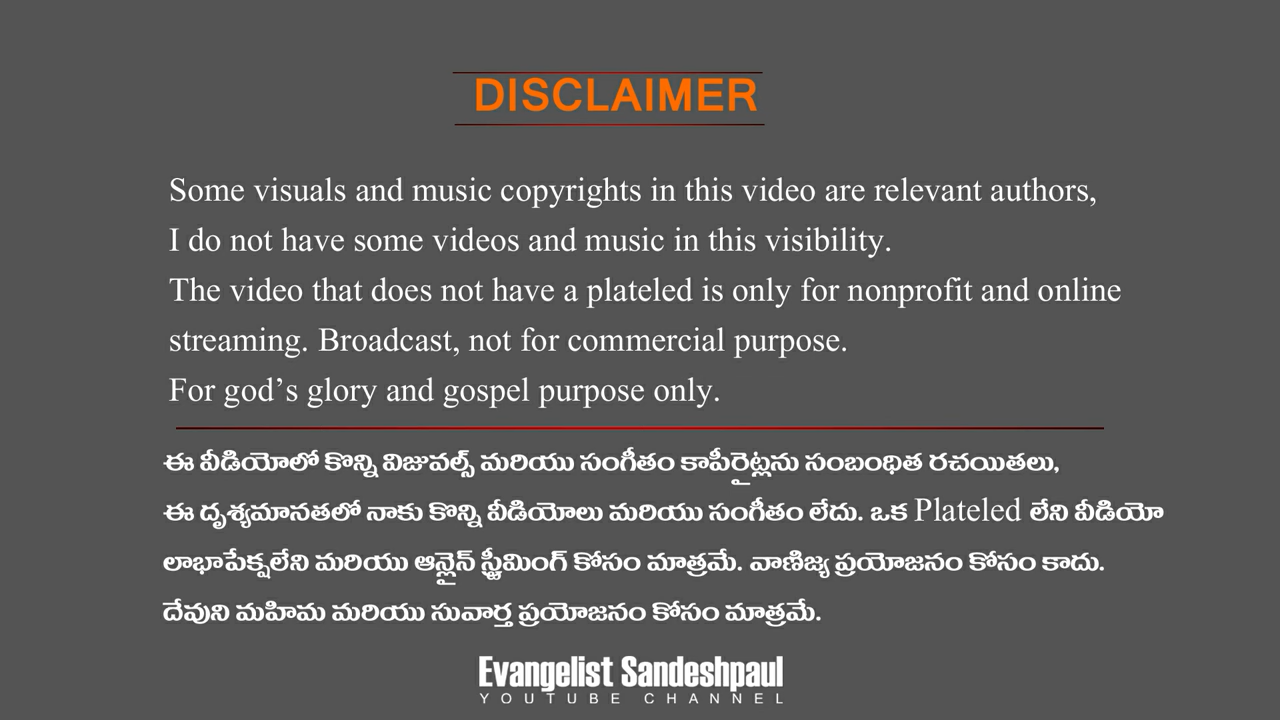 DISCLAIMER
Some visuals and music copyrights in this video are relevant authors,
I do not have some videos and music in this visibility.
The video that does not have a plateled is only for nonprofit and online
streaming. Broadcast, not for commercial purpose.
For god’s glory and gospel purpose only.
ఈ వీడియోలో కొన్ని విజువల్స్ మరియు సంగీతం కాపీరైట్లను సంబంధిత రచయితలు,
ఈ దృశ్యమానతలో నాకు కొన్ని వీడియోలు మరియు సంగీతం లేదు. ఒక Plateled లేని వీడియో
లాభాపేక్షలేని మరియు ఆన్లైన్ స్ట్రీమింగ్ కోసం మాత్రమే. వాణిజ్య ప్రయోజనం కోసం కాదు.
దేవుని మహిమ మరియు సువార్త ప్రయోజనం కోసం మాత్రమే.
Evangelist Sandeshpaul
YOUTUBE CHANNEL